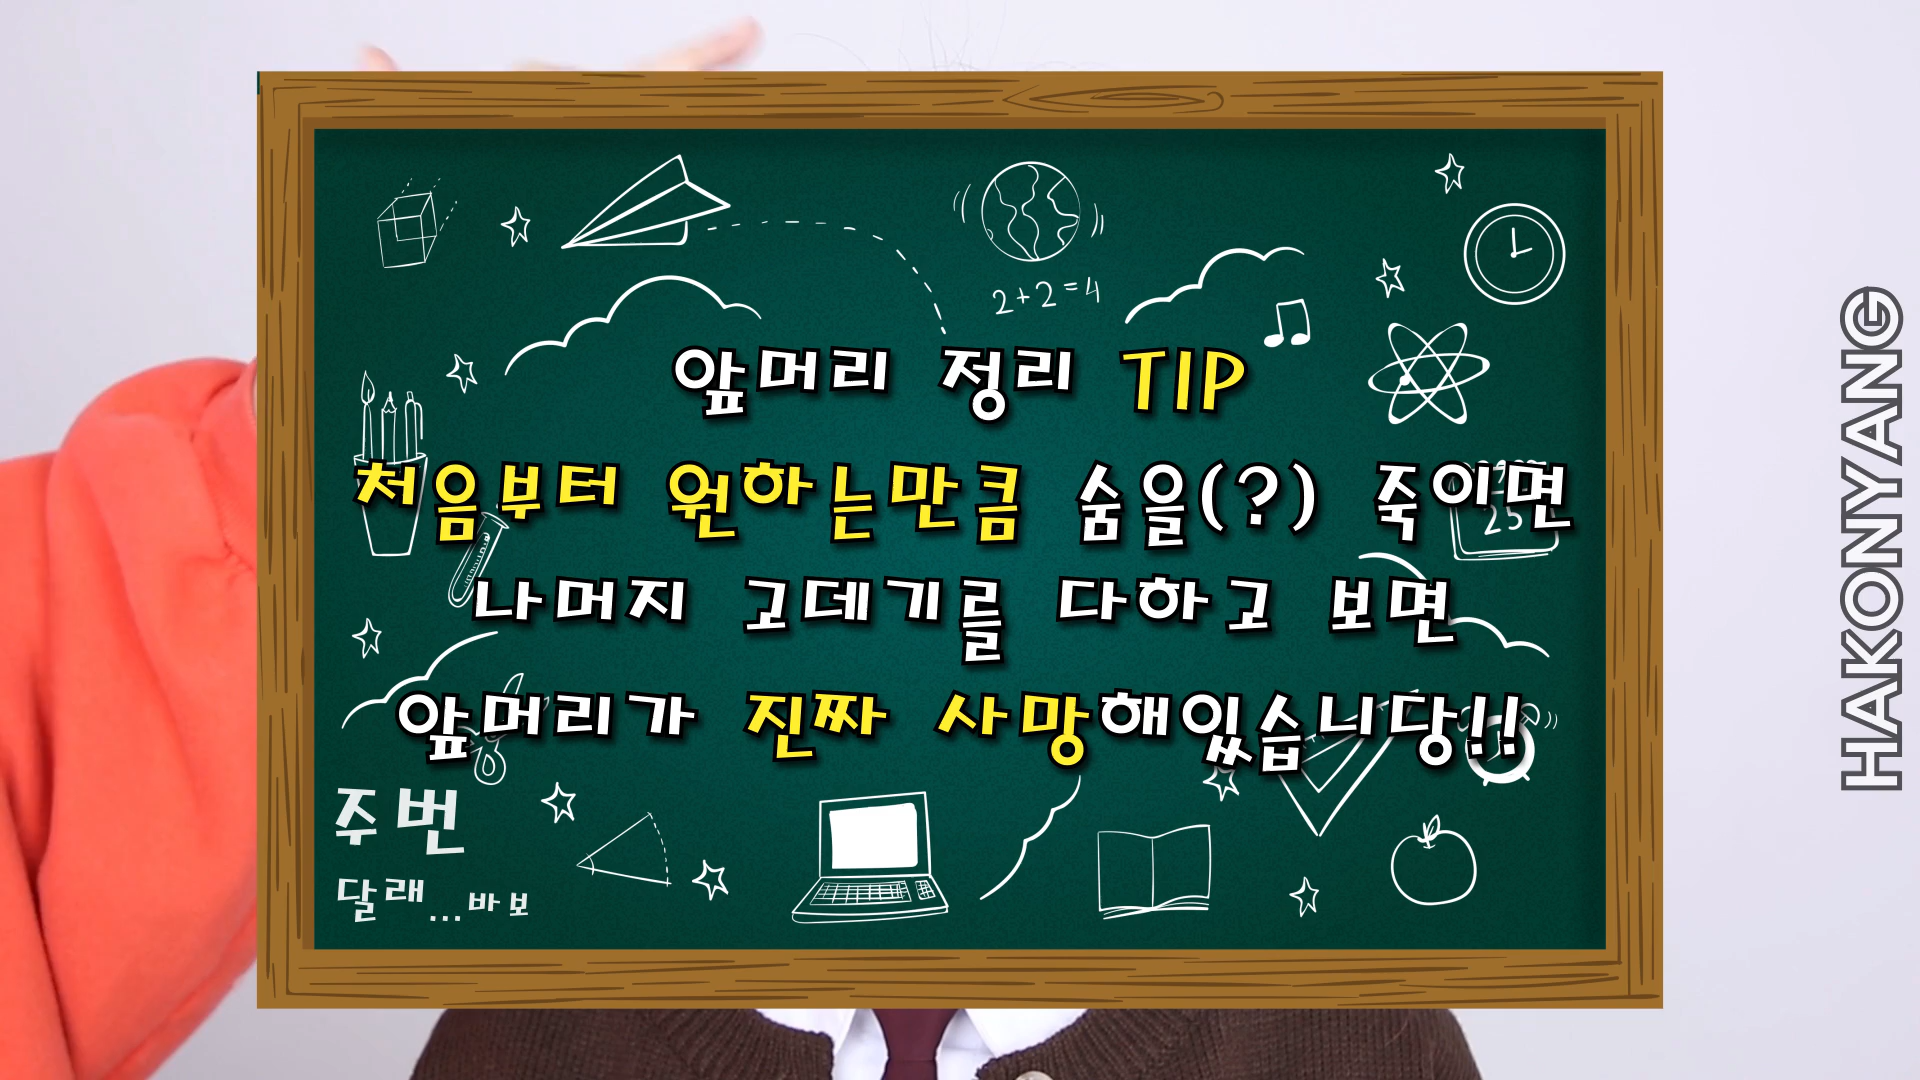 2+2=4
앞머리 정리 TIP
처음부터 원하는만큼 숨을(?) 죽이면
25
나머지 고데기를 다하고 보면
앞머리가 진짜 사망해있습니당!!
주번
달래...바보
HAKONYANG